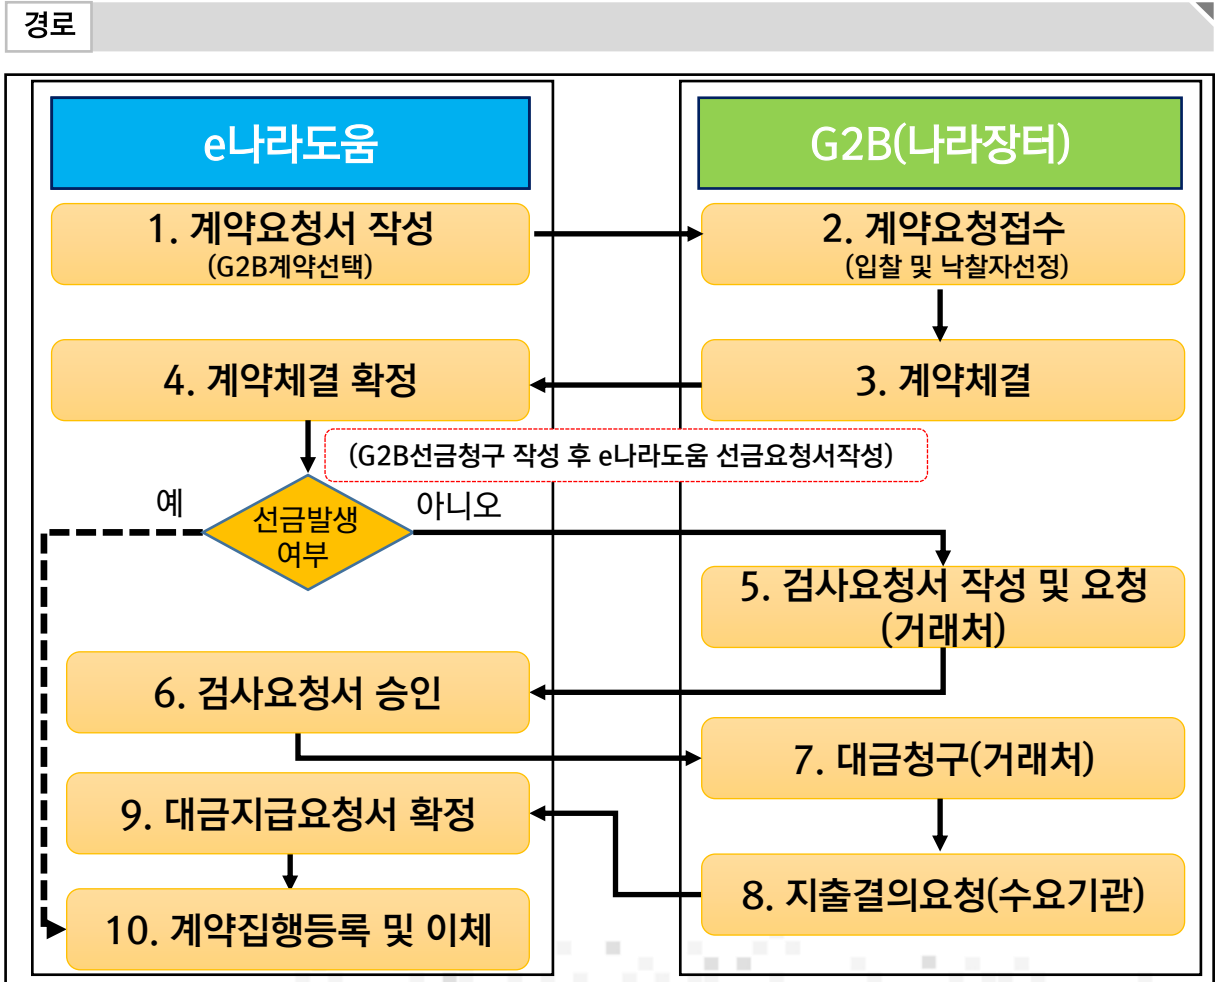 경로
e나라도움
G2B(나라장터)
1. 계약요청서 작성
(G2B계약선택)
2. 계약요청접수
(입찰 및 낙찰자선정)
4. 계약체결 확정
3. 계약체결
(G2B선금청구 작성 후 e나라도움 선금요청서작성)
예
아니오
선금발생
여부
5. 검사요청서 작성 및 요청
(거래처)
6. 검사요청서 승인
7. 대금청구(거래처)
9. 대금지급요청서 확정
8. 지출결의요청(수요기관)
10. 계약집행등록 및 이체